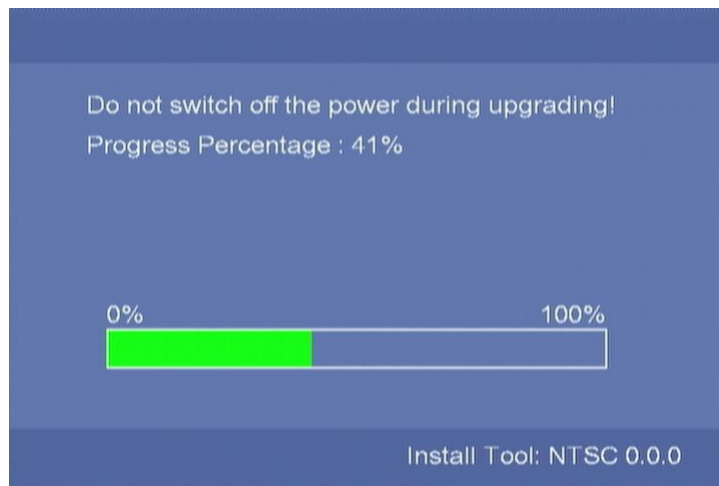 Do not switch off the power during upgrading!
Progress Percentage : 41%
0% 100%
Install Tool: NTSC 0.0.0